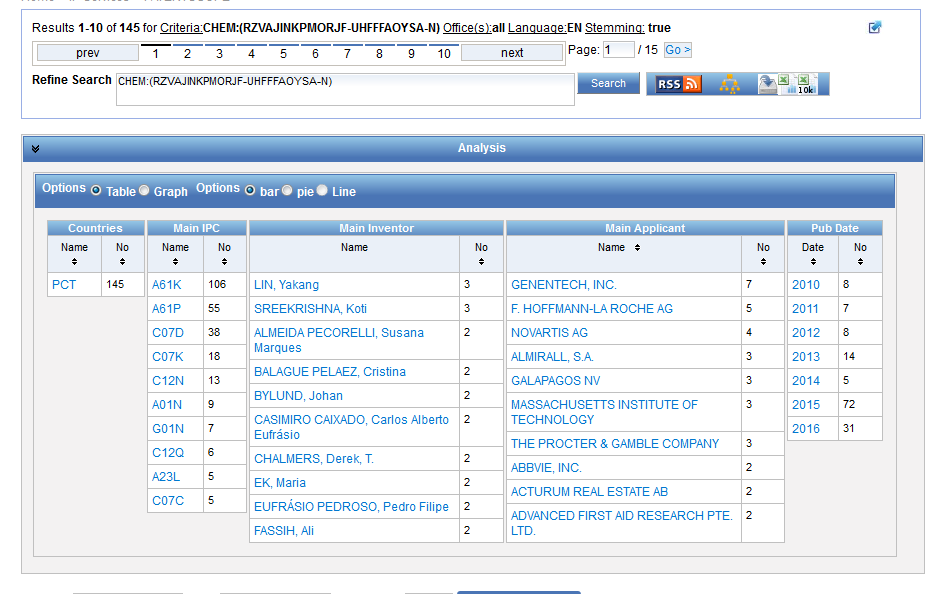 Results 1-10 of 145 for Criteria:CHEM:(RZVAJINKPMORJF-UHFFFAOYSA-N) Office(s):all Language:EN Stemming: true
prev 1 2 3 4 5 6 7 8 9 10 next Page: 1 / 15 Go >
Refine Search CHEM:(RZVAJINKPMORJF-UHFFFAOYSA-N) Search RSS 10k
Analysis
Options Table Graph Options bar pie Line
Countries
Name No
PCT 145
Main IPC
Name No
A61K 106
A61P 55
C07D 38
C07K 18
C12N 13
A01N 9
G01N 7
C12Q 6
A23L 5
C07C 5
Main Inventor
Name No
LIN, Yakang 3
SREEKRISHNA, Koti 3
ALMEIDA PECORELLI, Susana 2
Marques
BALAGUE PELAEZ, Cristina 2
BYLUND, Johan 2
CASIMIRO CAIXADO, Carlos Alberto 2
Eufrásio
CHALMERS, Derek, T. 2
EK, Maria 2
EUFRÁSIO PEDROSO, Pedro Filipe 2
FASSIH, Ali 2
Main Applicant
Name No
GENENTECH, INC. 7
F. HOFFMANN-LA ROCHE AG 5
NOVARTIS AG 4
ALMIRALL, S.A. 3
GALAPAGOS NV 3
MASSACHUSETTS INSTITUTE OF 3
TECHNOLOGY
THE PROCTER & GAMBLE COMPANY 3
ABBVIE, INC. 2
ACTURUM REAL ESTATE AB 2
ADVANCED FIRST AID RESEARCH PTE. 2
LTD.
Pub Date
Date No
2010 8
2011 7
2012 8
2013 14
2014 5
2015 72
2016 31